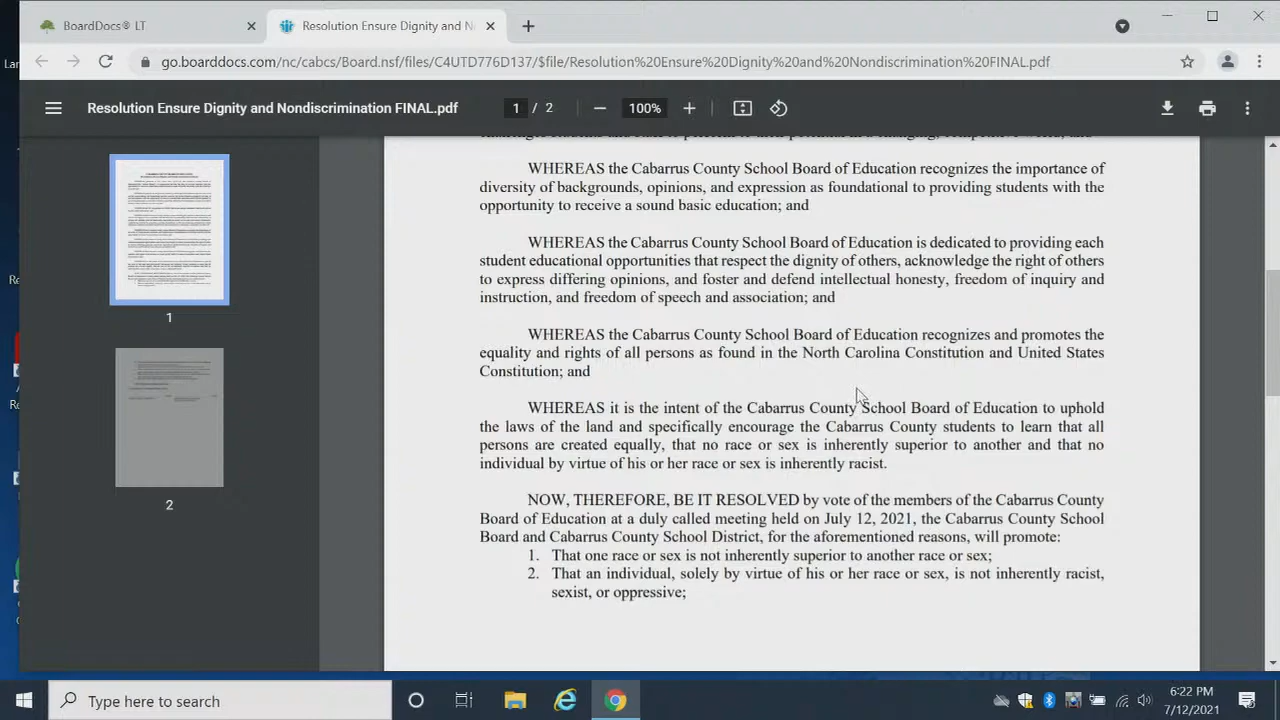 BoardDocs® LT
Resolution Ensure Dignity and N
go.boarddocs.com/nc/cabcs/Board.nsf/files/C4UTD776D137/$file/Resolution%20Ensure%20Dignity%20and%20Nondiscrimination%20FINAL.pdf
Resolution Ensure Dignity and Nondiscrimination FINAL.pdf
1 / 2
100%
WHEREAS the Cabarrus County School Board of Education recognizes the importance of
diversity of backgrounds, opinions, and expression as foundational to providing students with the
opportunity to receive a sound basic education; and
WHEREAS the Cabarrus County School Board of Education is dedicated to providing each
student educational opportunities that respect the dignity of others, acknowledge the right of others
to express differing opinions, and foster and defend intellectual honesty, freedom of inquiry and
instruction, and freedom of speech and association; and
WHEREAS the Cabarrus County School Board of Education recognizes and promotes the
equality and rights of all persons as found in the North Carolina Constitution and United States
Constitution; and
WHEREAS it is the intent of the Cabarrus County School Board of Education to uphold
the laws of the land and specifically encourage the Cabarrus County students to learn that all
persons are created equally, that no race or sex is inherently superior to another and that no
individual by virtue of his or her race or sex is inherently racist.
NOW, THEREFORE, BE IT RESOLVED by vote of the members of the Cabarrus County
Board of Education at a duly called meeting held on July 12, 2021, the Cabarrus County School
Board and Cabarrus County School District, for the aforementioned reasons, will promote:
1. That one race or sex is not inherently superior to another race or sex;
2. That an individual, solely by virtue of his or her race or sex, is not inherently racist,
sexist, or oppressive;
1
2
Type here to search
6:22 PM
7/12/2021